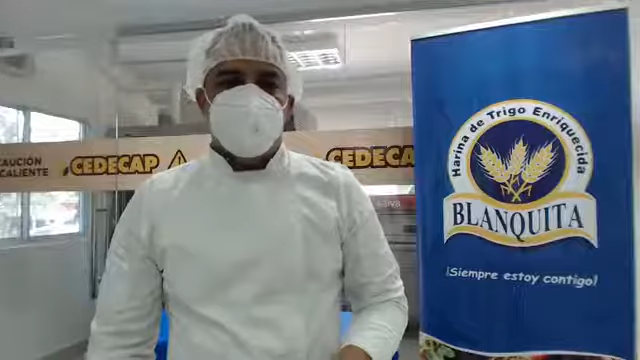 CAUCIÓN
CALIENTE
CEDECAP
CEDECAP
Harina de Trigo Enriquecida
BLANQUITA
¡Siempre estoy contigo!